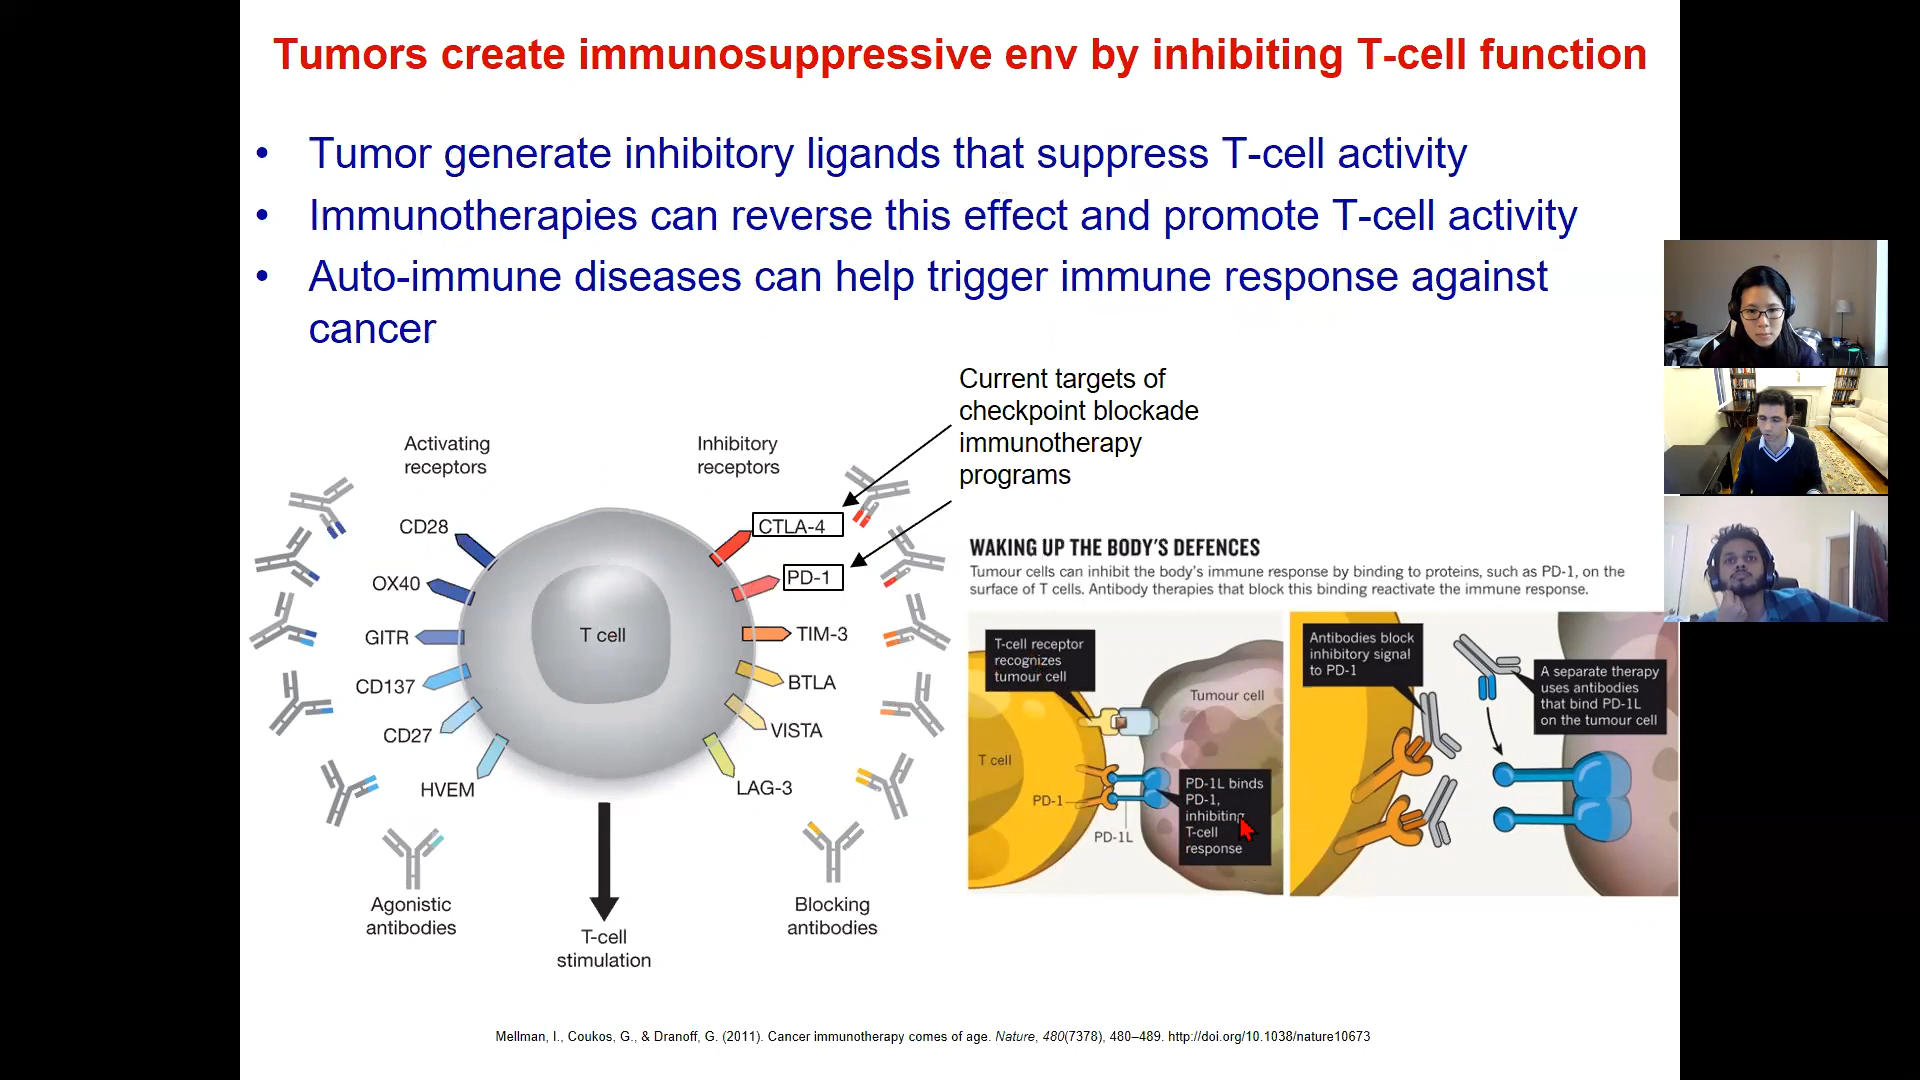 Tumors create immunosuppressive env by inhibiting T-cell function
• Tumor generate inhibitory ligands that suppress T-cell activity
• Immunotherapies can reverse this effect and promote T-cell activity
• Auto-immune diseases can help trigger immune response against
cancer
Current targets of
checkpoint blockade
immunotherapy
programs
Activating
receptors
Inhibitory
receptors
CD28
OX40
GITR
CD137
CD27
HVEM
T cell
CTLA-4
PD-1
TIM-3
BTLA
VISTA
LAG-3
Agonistic
antibodies
T-cell
stimulation
Blocking
antibodies
WAKING UP THE BODY'S DEFENCES
Tumour cells can inhibit the body's immune response by binding to proteins, such as PD-1, on the
surface of T cells. Antibody therapies that block this binding reactivate the immune response.
T-cell receptor
recognizes
tumour cell
Tumour cell
T cell
PD-1
PD-1L
PD-1L binds
PD-1,
inhibiting
T-cell
response
Antibodies block
inhibitory signal
to PD-1
A separate therapy
uses antibodies
that bind PD-1L
on the tumour cell
Mellman, I., Coukos, G., & Dranoff, G. (2011). Cancer immunotherapy comes of age. Nature, 480(7378), 480–489. http://doi.org/10.1038/nature10673